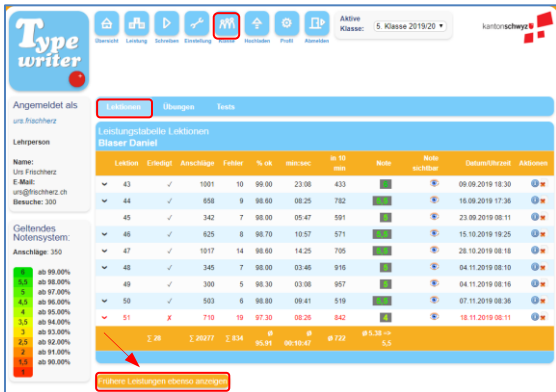 Type
writer
Übersicht Leistung Schreiben Einstellung Klasse Hochladen Profil Abmelden
Aktive
Klasse:
5. Klasse 2019/20
kantonschwyz
Angemeldet als
urs.frischherz
Lehrperson
Name:
Urs Frischherz
E-Mail:
urs@frischherz.ch
Besuche: 300
Geltendes
Notensystem:
Anschläge: 350
6 ab 99.00%
5,5 ab 98.00%
5 ab 97.00%
4,5 ab 96.00%
4 ab 95.00%
3,5 ab 94.00%
3 ab 93.00%
2,5 ab 92.00%
2 ab 91.00%
1,5 ab 90.00%
1
Lektionen Übungen Tests
Leistungstabelle Lektionen
Blaser Daniel
Lektion Erledigt Anschläge Fehler % ok min:sec in 10 min Note Note sichtbar Datum/Uhrzeit Aktionen
43 √ 1001 10 99.00 23:08 433 09.09.2019 18:30
44 √ 658 9 98.60 08:25 782 5,5 16.09.2019 17:36
45 √ 342 7 98.00 05:47 591 5 23.09.2019 08:11
46 √ 625 8 98.70 10:57 571 5,5 15.10.2019 19:25
47 √ 1017 14 98.60 14:25 705 5,5 28.10.2019 08:18
48 √ 345 7 98.00 03:46 916 5 04.11.2019 08:10
49 √ 300 5 98.30 03:08 957 04.11.2019 08:16
50 √ 503 6 98.80 09:41 519 5,5 07.11.2019 08:36
51 x 710 19 97.30 08:25 842 4 18.11.2019 08:11
∑ 20 ∑ 20277 ∑ 834 Ø 95.91 Ø 00:10:47 Ø 722 Ø 5.38 => 5,5
Frühere Leistungen ebenso anzeigen